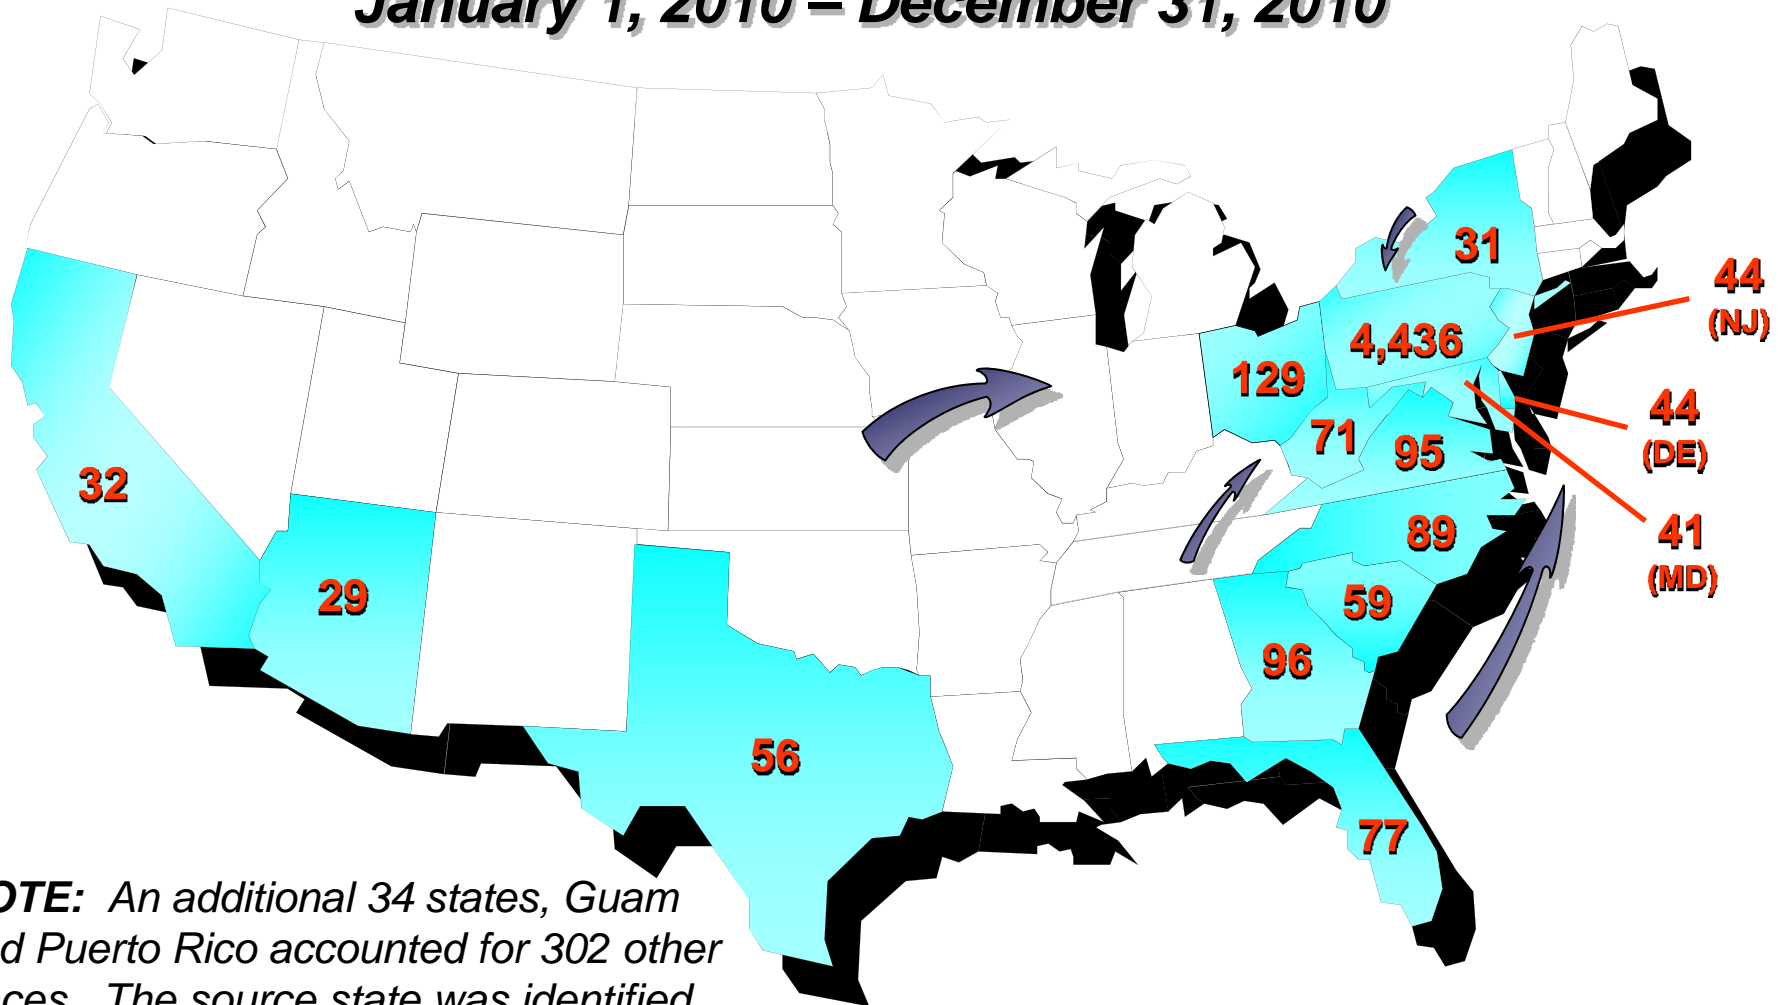 January 1, 2010 – December 31, 2010
31
44
(NJ)
4,436
129
44
(DE)
71
95
32
89
41
(MD)
29
59
96
56
77
OTE: An additional 34 states, Guam
d Puerto Rico accounted for 302 other
ces. The source state was identified